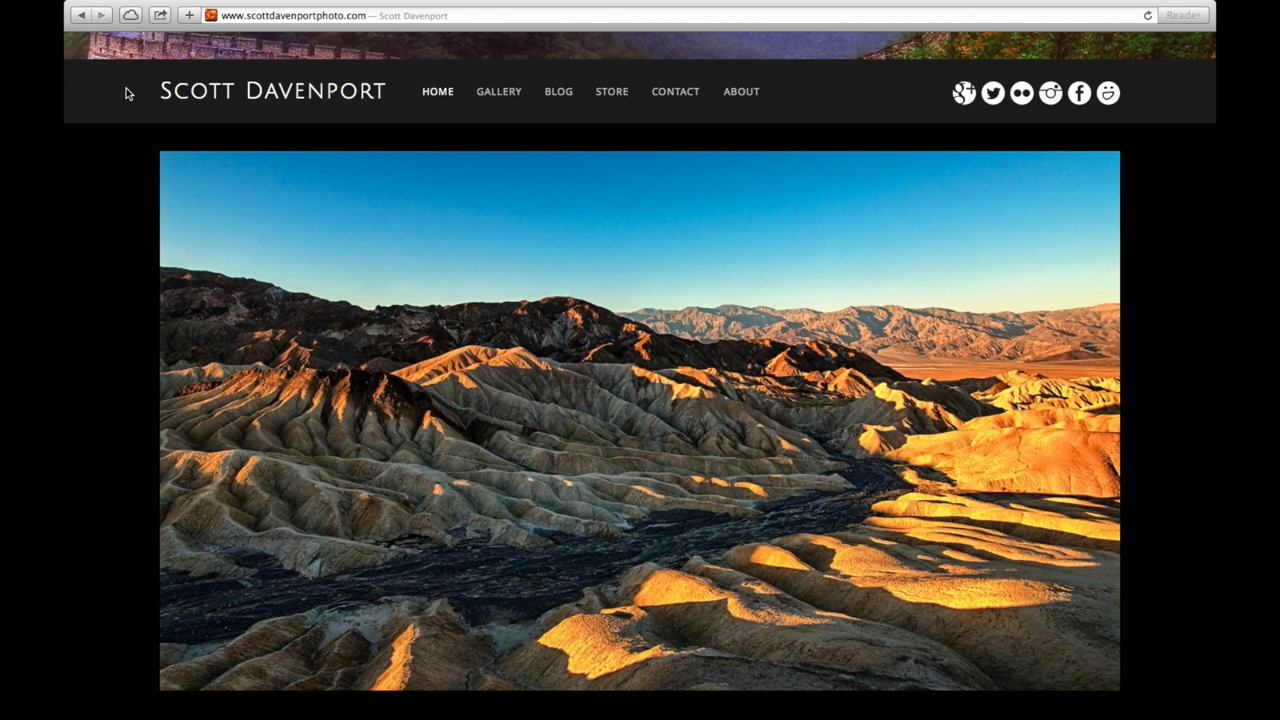 www.scottdavenportphoto.com — Scott Davenport
Reader
SCOTT DAVENPORT
HOME
GALLERY
BLOG
STORE
CONTACT
ABOUT